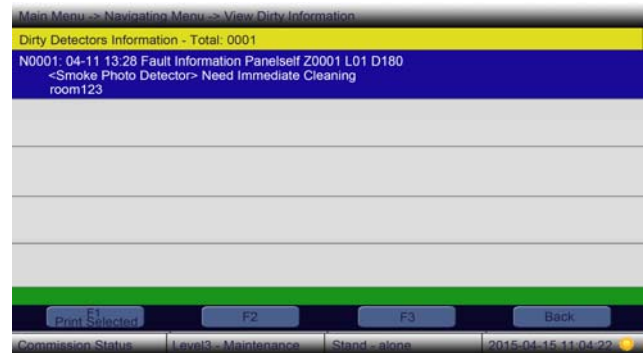 Main Menu -> Navigating Menu -> View Dirty Information
Dirty Detectors Information - Total: 0001
N0001: 04-11 13:28 Fault Information Panelself Z0001 L01 D180
<Smoke Photo Detector> Need Immediate Cleaning
room123
F1
Print Selected
F2
F3
Back
Commission Status
Level3 - Maintenance
Stand - alone
2015-04-15 11:04:22